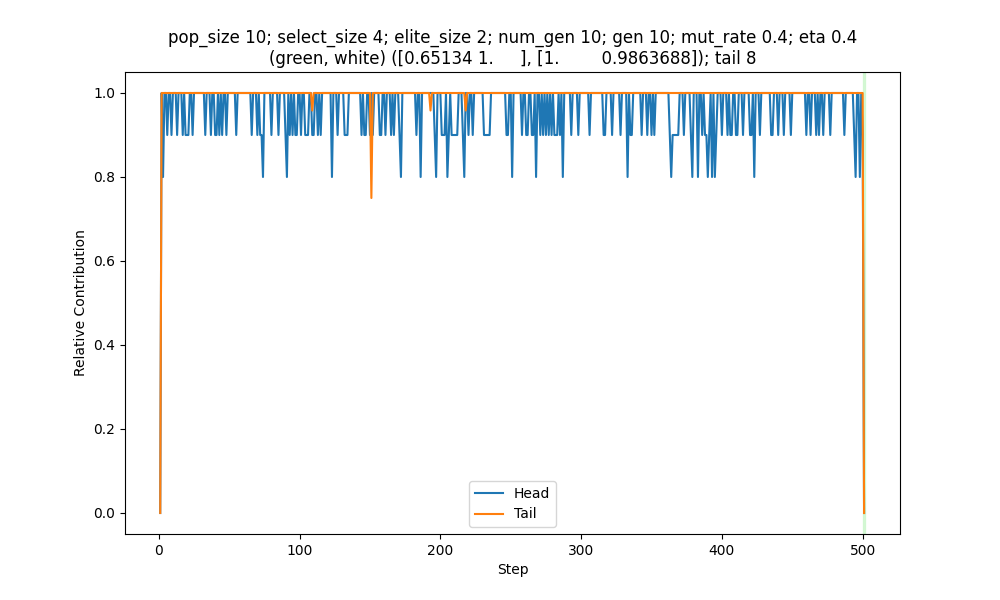 pop_size 10; select_size 4; elite_size 2; num_gen 10; gen 10; mut_rate 0.4; eta 0.4
(green, white) ([0.65134 1.     ], [1.        0.9863688]); tail 8
1.0
0.8
0.6
0.4
0.2
0.0
Relative Contribution
Head
Tail
0
100
200
300
400
500
Step